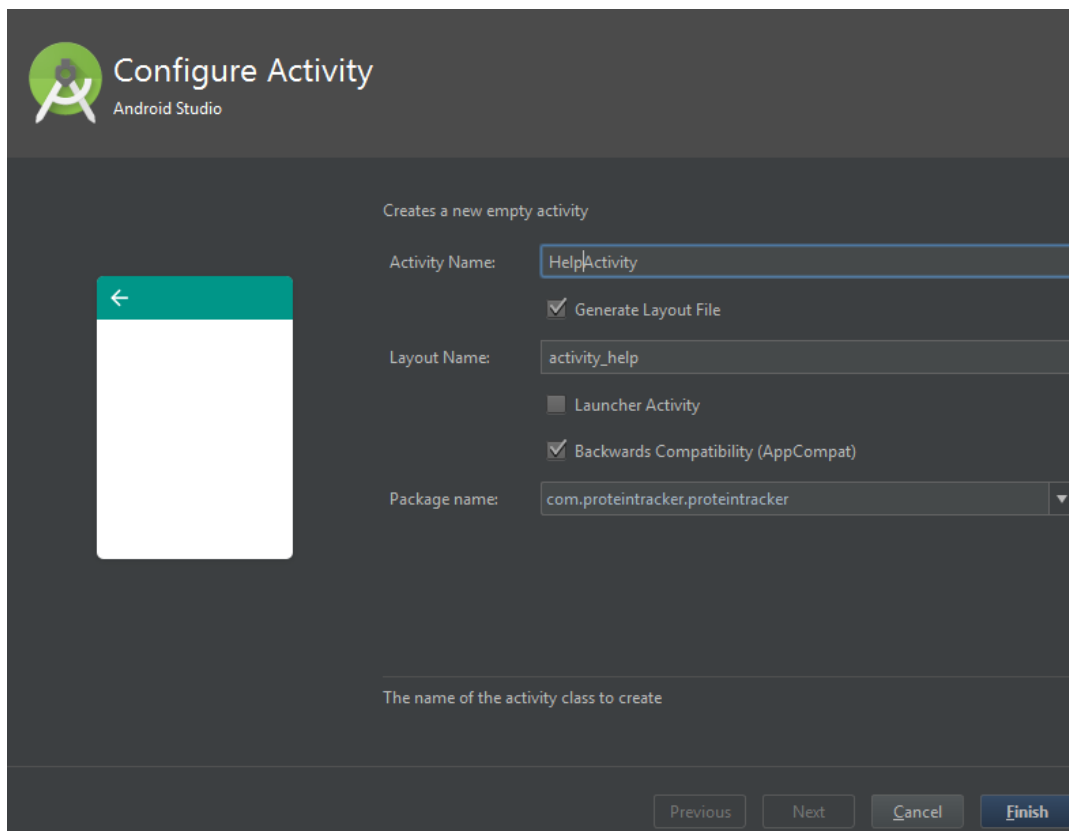 Configure Activity
Android Studio
Creates a new empty activity
Activity Name: HelpActivity
Generate Layout File
Layout Name: activity_help
Launcher Activity
Backwards Compatibility (AppCompat)
Package name: com.proteintracker.proteintracker
The name of the activity class to create
Previous Next Cancel Finish